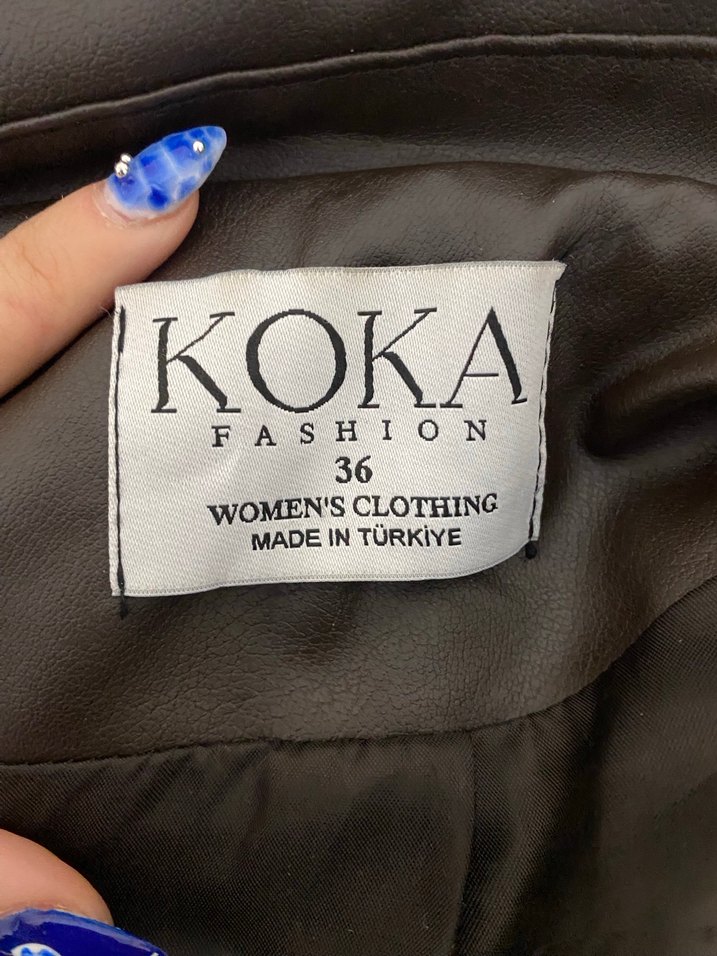 KOKA
FASHION
36
WOMEN'S CLOTHING
MADE IN TÜRKİYE